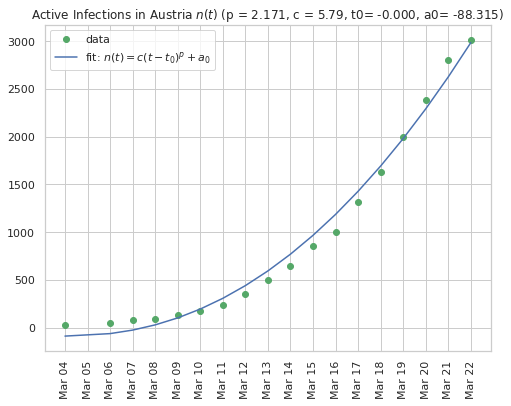 Active Infections in Austria n(t) (p = 2.171, c = 5.79, t0= -0.000, a0= -88.315)
data
fit: n(t) = c(t − t₀)ᵖ + a₀
3000
2500
2000
1500
1000
500
0
Mar 04
Mar 05
Mar 06
Mar 07
Mar 08
Mar 09
Mar 10
Mar 11
Mar 12
Mar 13
Mar 14
Mar 15
Mar 16
Mar 17
Mar 18
Mar 19
Mar 20
Mar 21
Mar 22